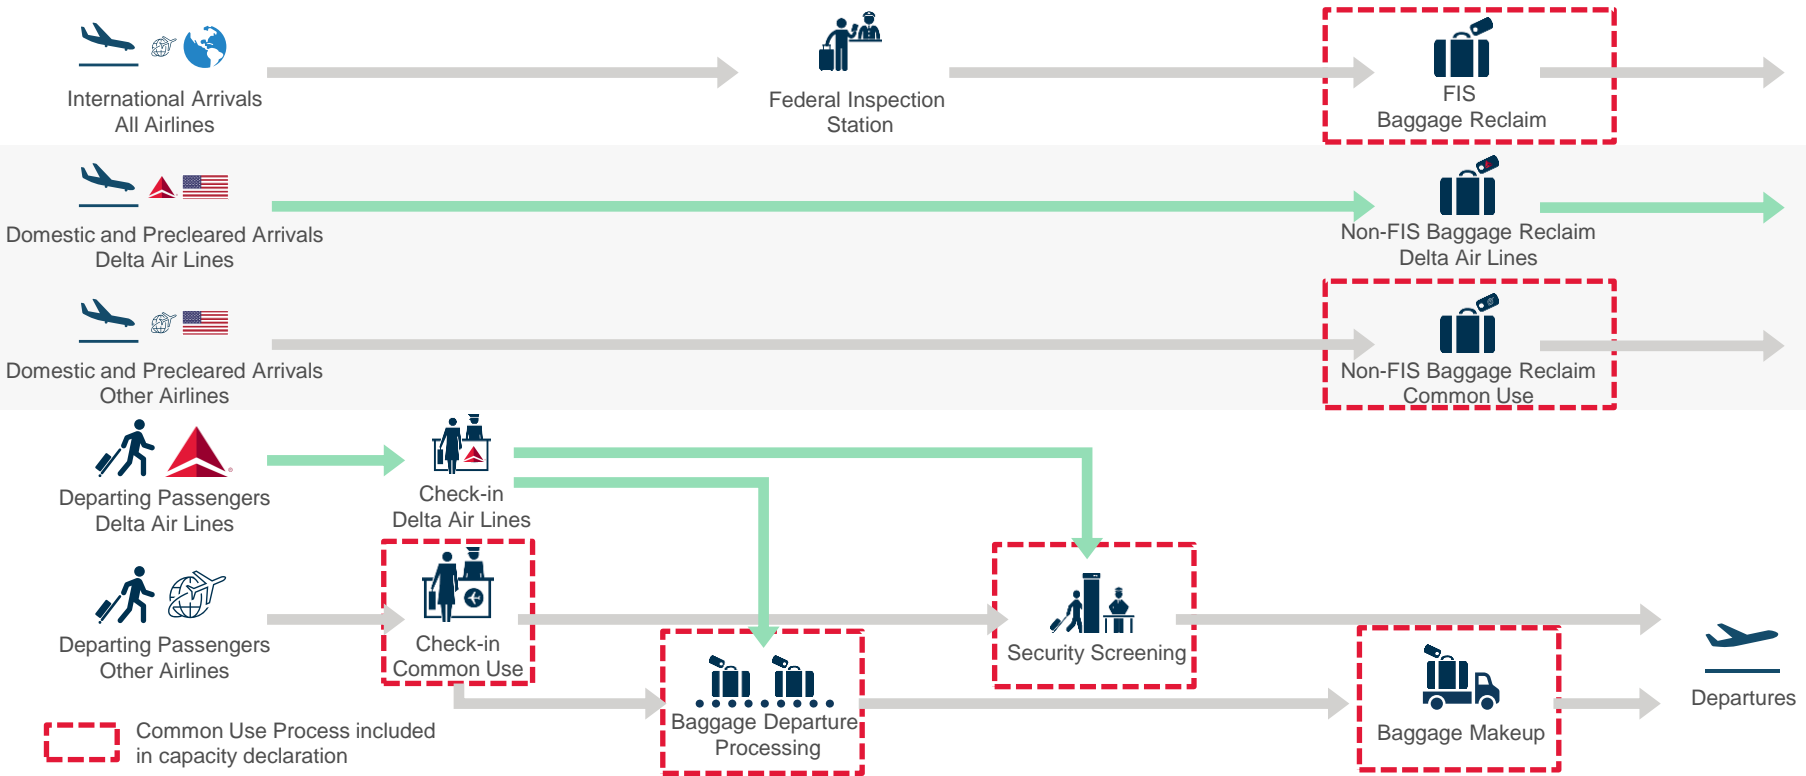 International Arrivals
All Airlines
Federal Inspection
Station
FIS
Baggage Reclaim
Domestic and Precleared Arrivals
Delta Air Lines
Non-FIS Baggage Reclaim
Delta Air Lines
Domestic and Precleared Arrivals
Other Airlines
Non-FIS Baggage Reclaim
Common Use
Departing Passengers
Delta Air Lines
Check-in
Delta Air Lines
Departing Passengers
Other Airlines
Check-in
Common Use
Security Screening
Baggage Departure
Processing
Baggage Makeup
Departures
Common Use Process included
in capacity declaration